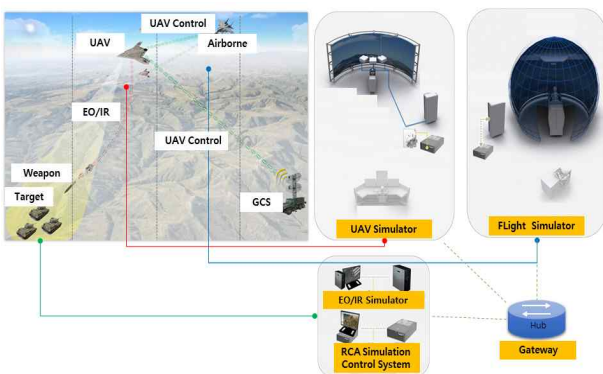 UAV Control
UAV
Airborne
EO/IR
UAV Control
Weapon
Target
GCS
UAV Simulator
FLight Simulator
EO/IR Simulator
RCA Simulation
Control System
Hub
Gateway